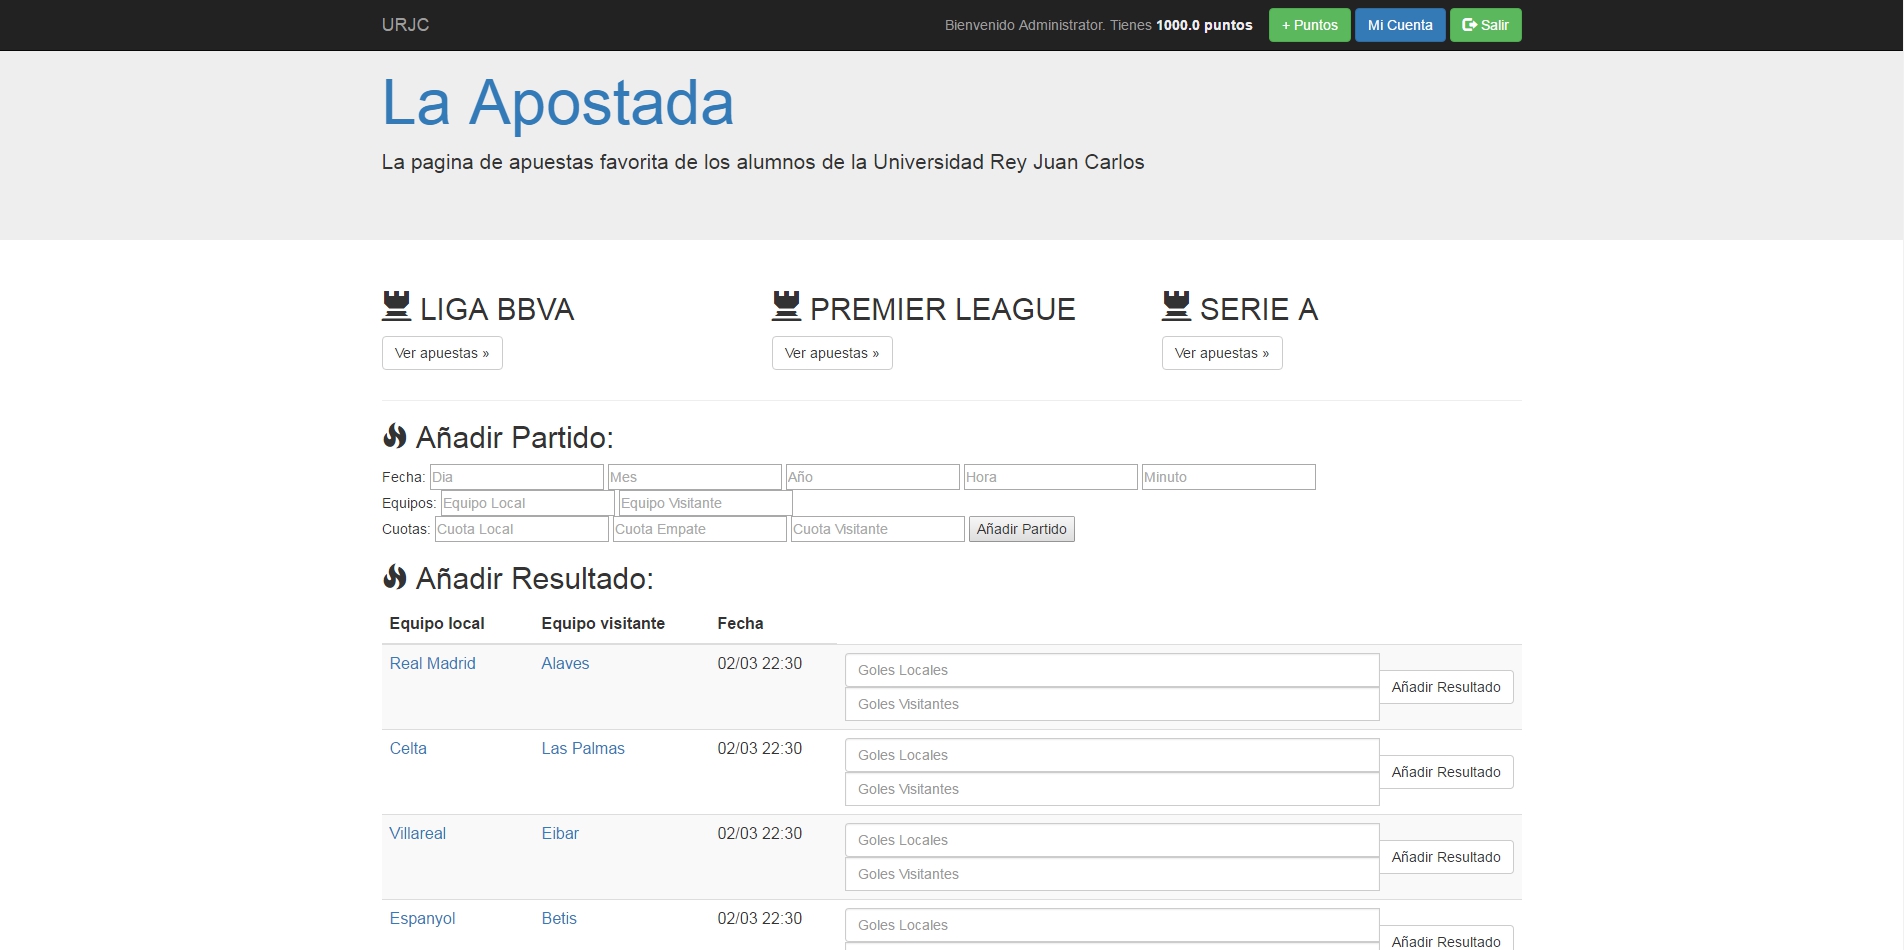 URJC
Bienvenido Administrator. Tienes 1000.0 puntos + Puntos Mi Cuenta Salir
La Apostada
La pagina de apuestas favorita de los alumnos de la Universidad Rey Juan Carlos
LIGA BBVA
Ver apuestas »
PREMIER LEAGUE
Ver apuestas »
SERIE A
Ver apuestas »
Añadir Partido:
Fecha: Dia Mes Año Hora Minuto
Equipos: Equipo Local Equipo Visitante
Cuotas: Cuota Local Cuota Empate Cuota Visitante Añadir Partido
Añadir Resultado:
Equipo local Equipo visitante Fecha
Real Madrid Alaves 02/03 22:30 Goles Locales
Goles Visitantes
Añadir Resultado
Celta Las Palmas 02/03 22:30 Goles Locales
Goles Visitantes
Añadir Resultado
Villareal Eibar 02/03 22:30 Goles Locales
Goles Visitantes
Añadir Resultado
Espanyol Betis 02/03 22:30 Goles Locales
Añadir Resultado